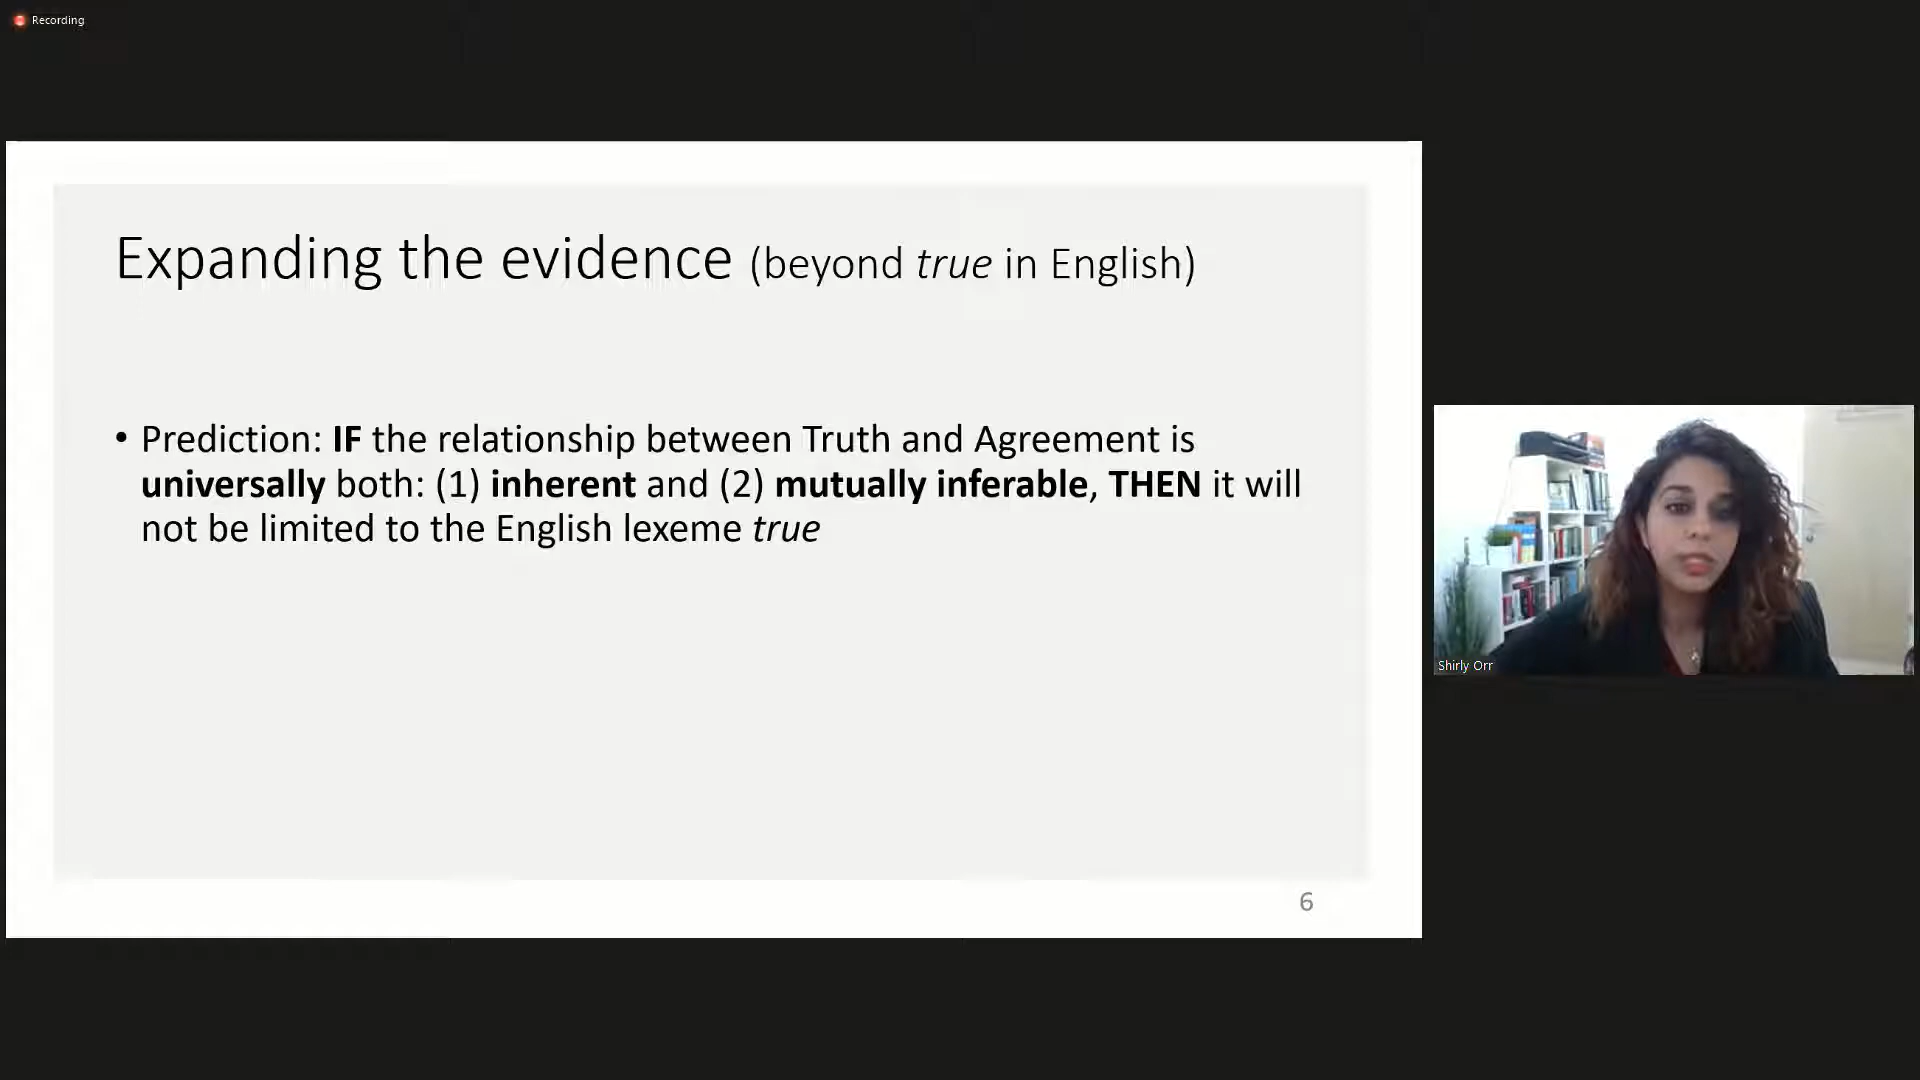 Recording
Expanding the evidence (beyond true in English)
• Prediction: IF the relationship between Truth and Agreement is
universally both: (1) inherent and (2) mutually inferable, THEN it will
not be limited to the English lexeme true
Shirly Orr
6